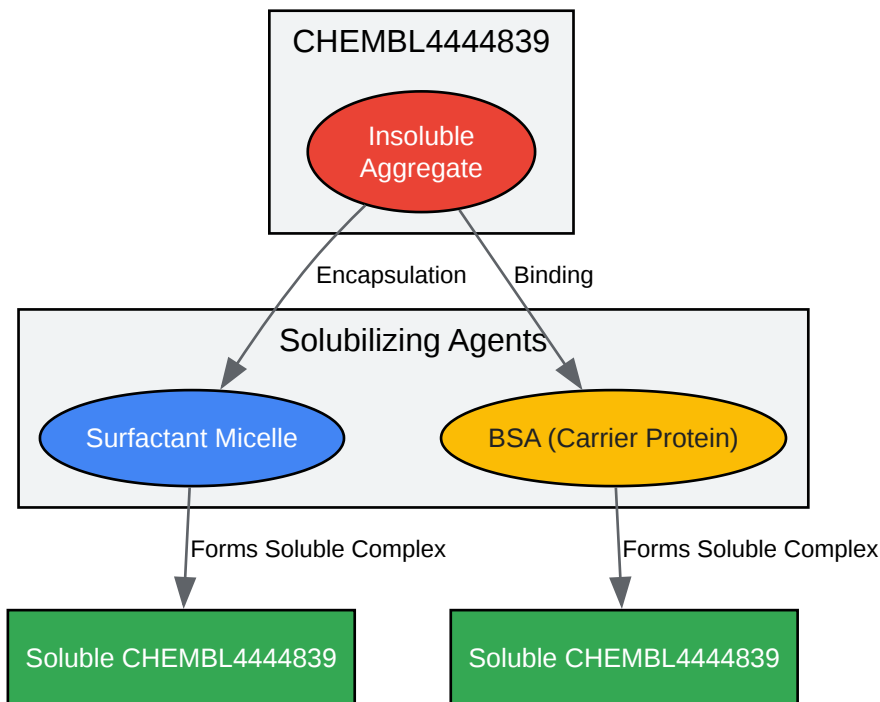 CHEMBL4444839
Insoluble
Aggregate
Encapsulation
Binding
Solubilizing Agents
Surfactant Micelle
BSA (Carrier Protein)
Forms Soluble Complex
Forms Soluble Complex
Soluble CHEMBL4444839
Soluble CHEMBL4444839